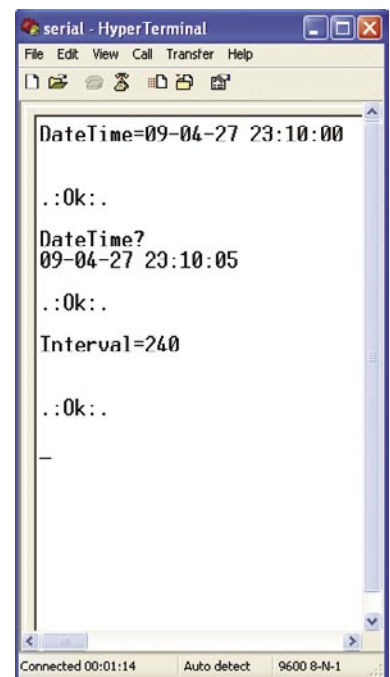 serial - HyperTerminal
File Edit View Call Transfer Help
DateTime=09-04-27 23:10:00
.:Ok:.
DateTime?
09-04-27 23:10:05
.:Ok:.
Interval=240
.:Ok:.
_
Connected 00:01:14 Auto detect 9600 8-N-1